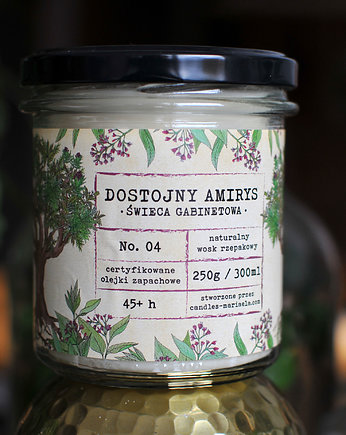 DOSTOJNY AMIRYS
· ŚWIECA GABINETOWA ·
No. 04
naturalny
wosk rzepakowy
certyfikowane
olejki zapachowe
250g / 300ml
45+ h
stworzone przez
candles-mariaela.com